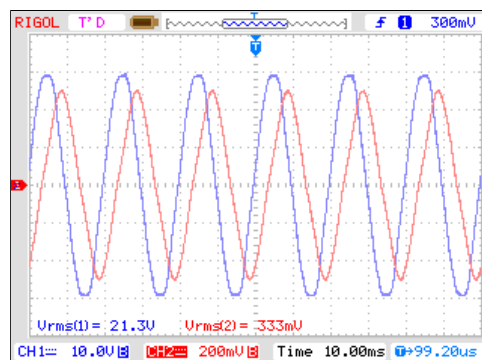 RIGOL T'D T f 1 300mV
T
1
Vrms(1)= 21.3V Vrms(2)= 333mV
CH1 10.0V B CH2 200mV B Time 10.00ms T→99.20us